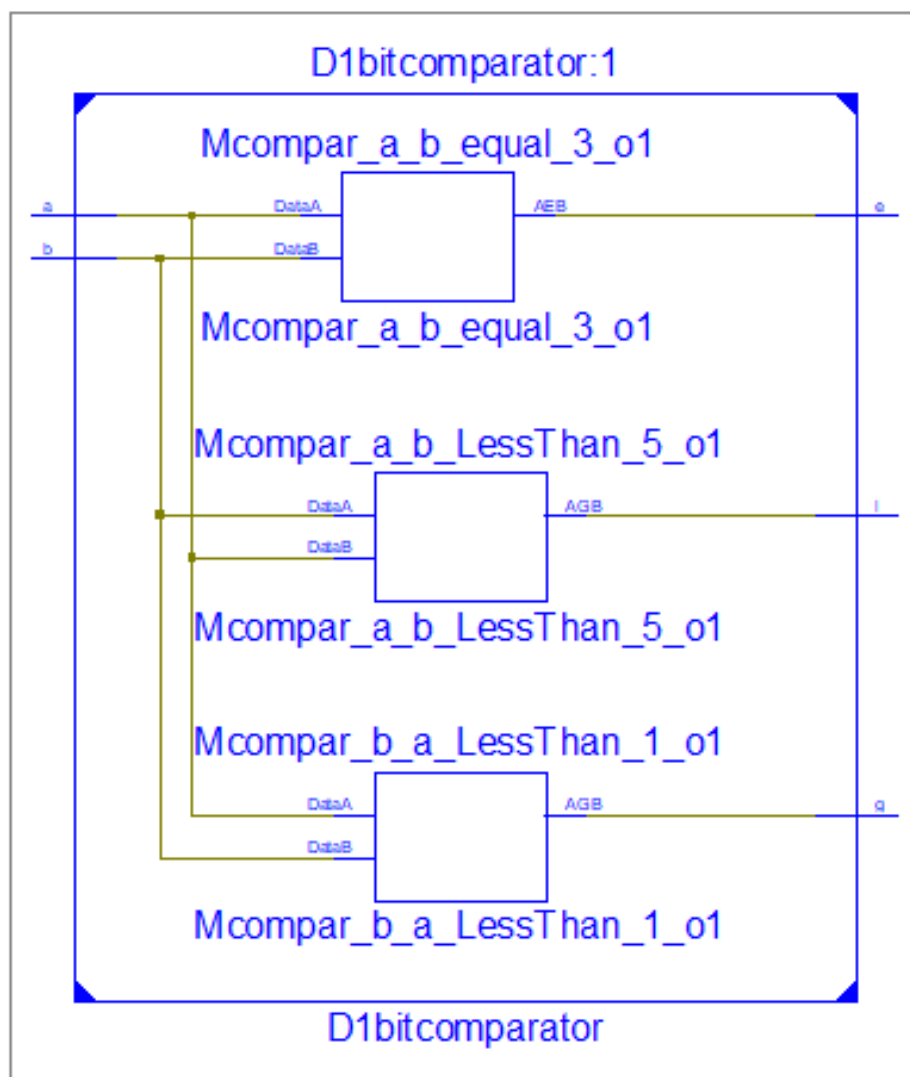 D1bitcomparator:1
Mcompar_a_b_equal_3_o1
a DataA AEB e
b DataB
Mcompar_a_b_equal_3_o1
Mcompar_a_b_LessThan_5_o1
DataA AGB l
DataB
Mcompar_a_b_LessThan_5_o1
Mcompar_b_a_LessThan_1_o1
DataA AGB g
DataB
Mcompar_b_a_LessThan_1_o1
D1bitcomparator